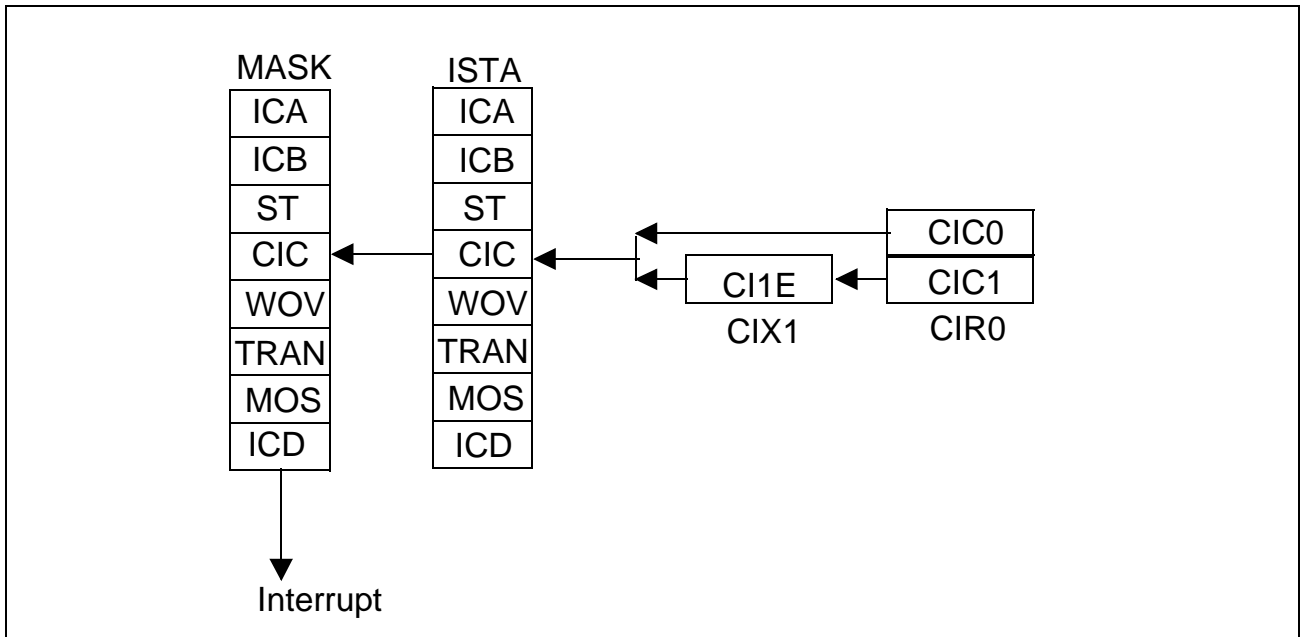 MASK
ICA
ICB
ST
CIC
WOV
TRAN
MOS
ICD
Interrupt
ISTA
ICA
ICB
ST
CIC
WOV
TRAN
MOS
ICD
CI1E
CIX1
CIC0
CIC1
CIR0